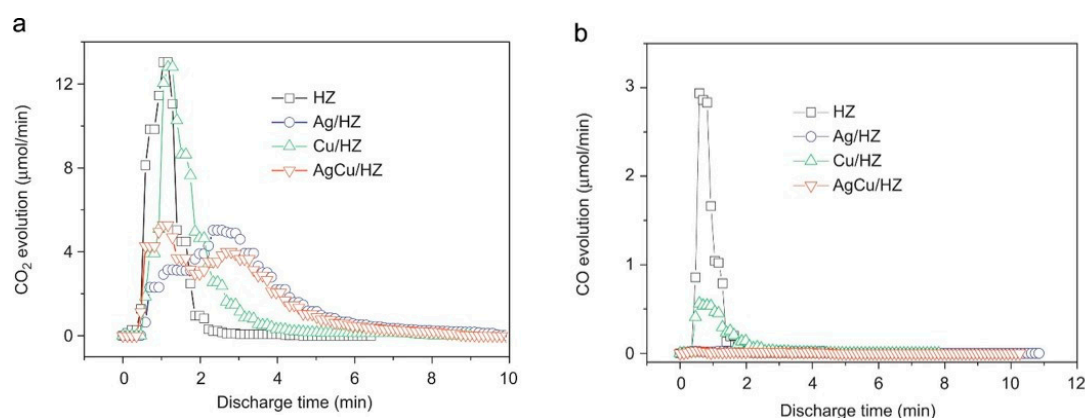 a
CO₂ evolution (μmol/min)
12
8
4
0
HZ
Ag/HZ
Cu/HZ
AgCu/HZ
0 2 4 6 8 10
Discharge time (min)
b
CO evolution (μmol/min)
3
2
1
0
HZ
Ag/HZ
Cu/HZ
AgCu/HZ
0 2 4 6 8 10 12
Discharge time (min)